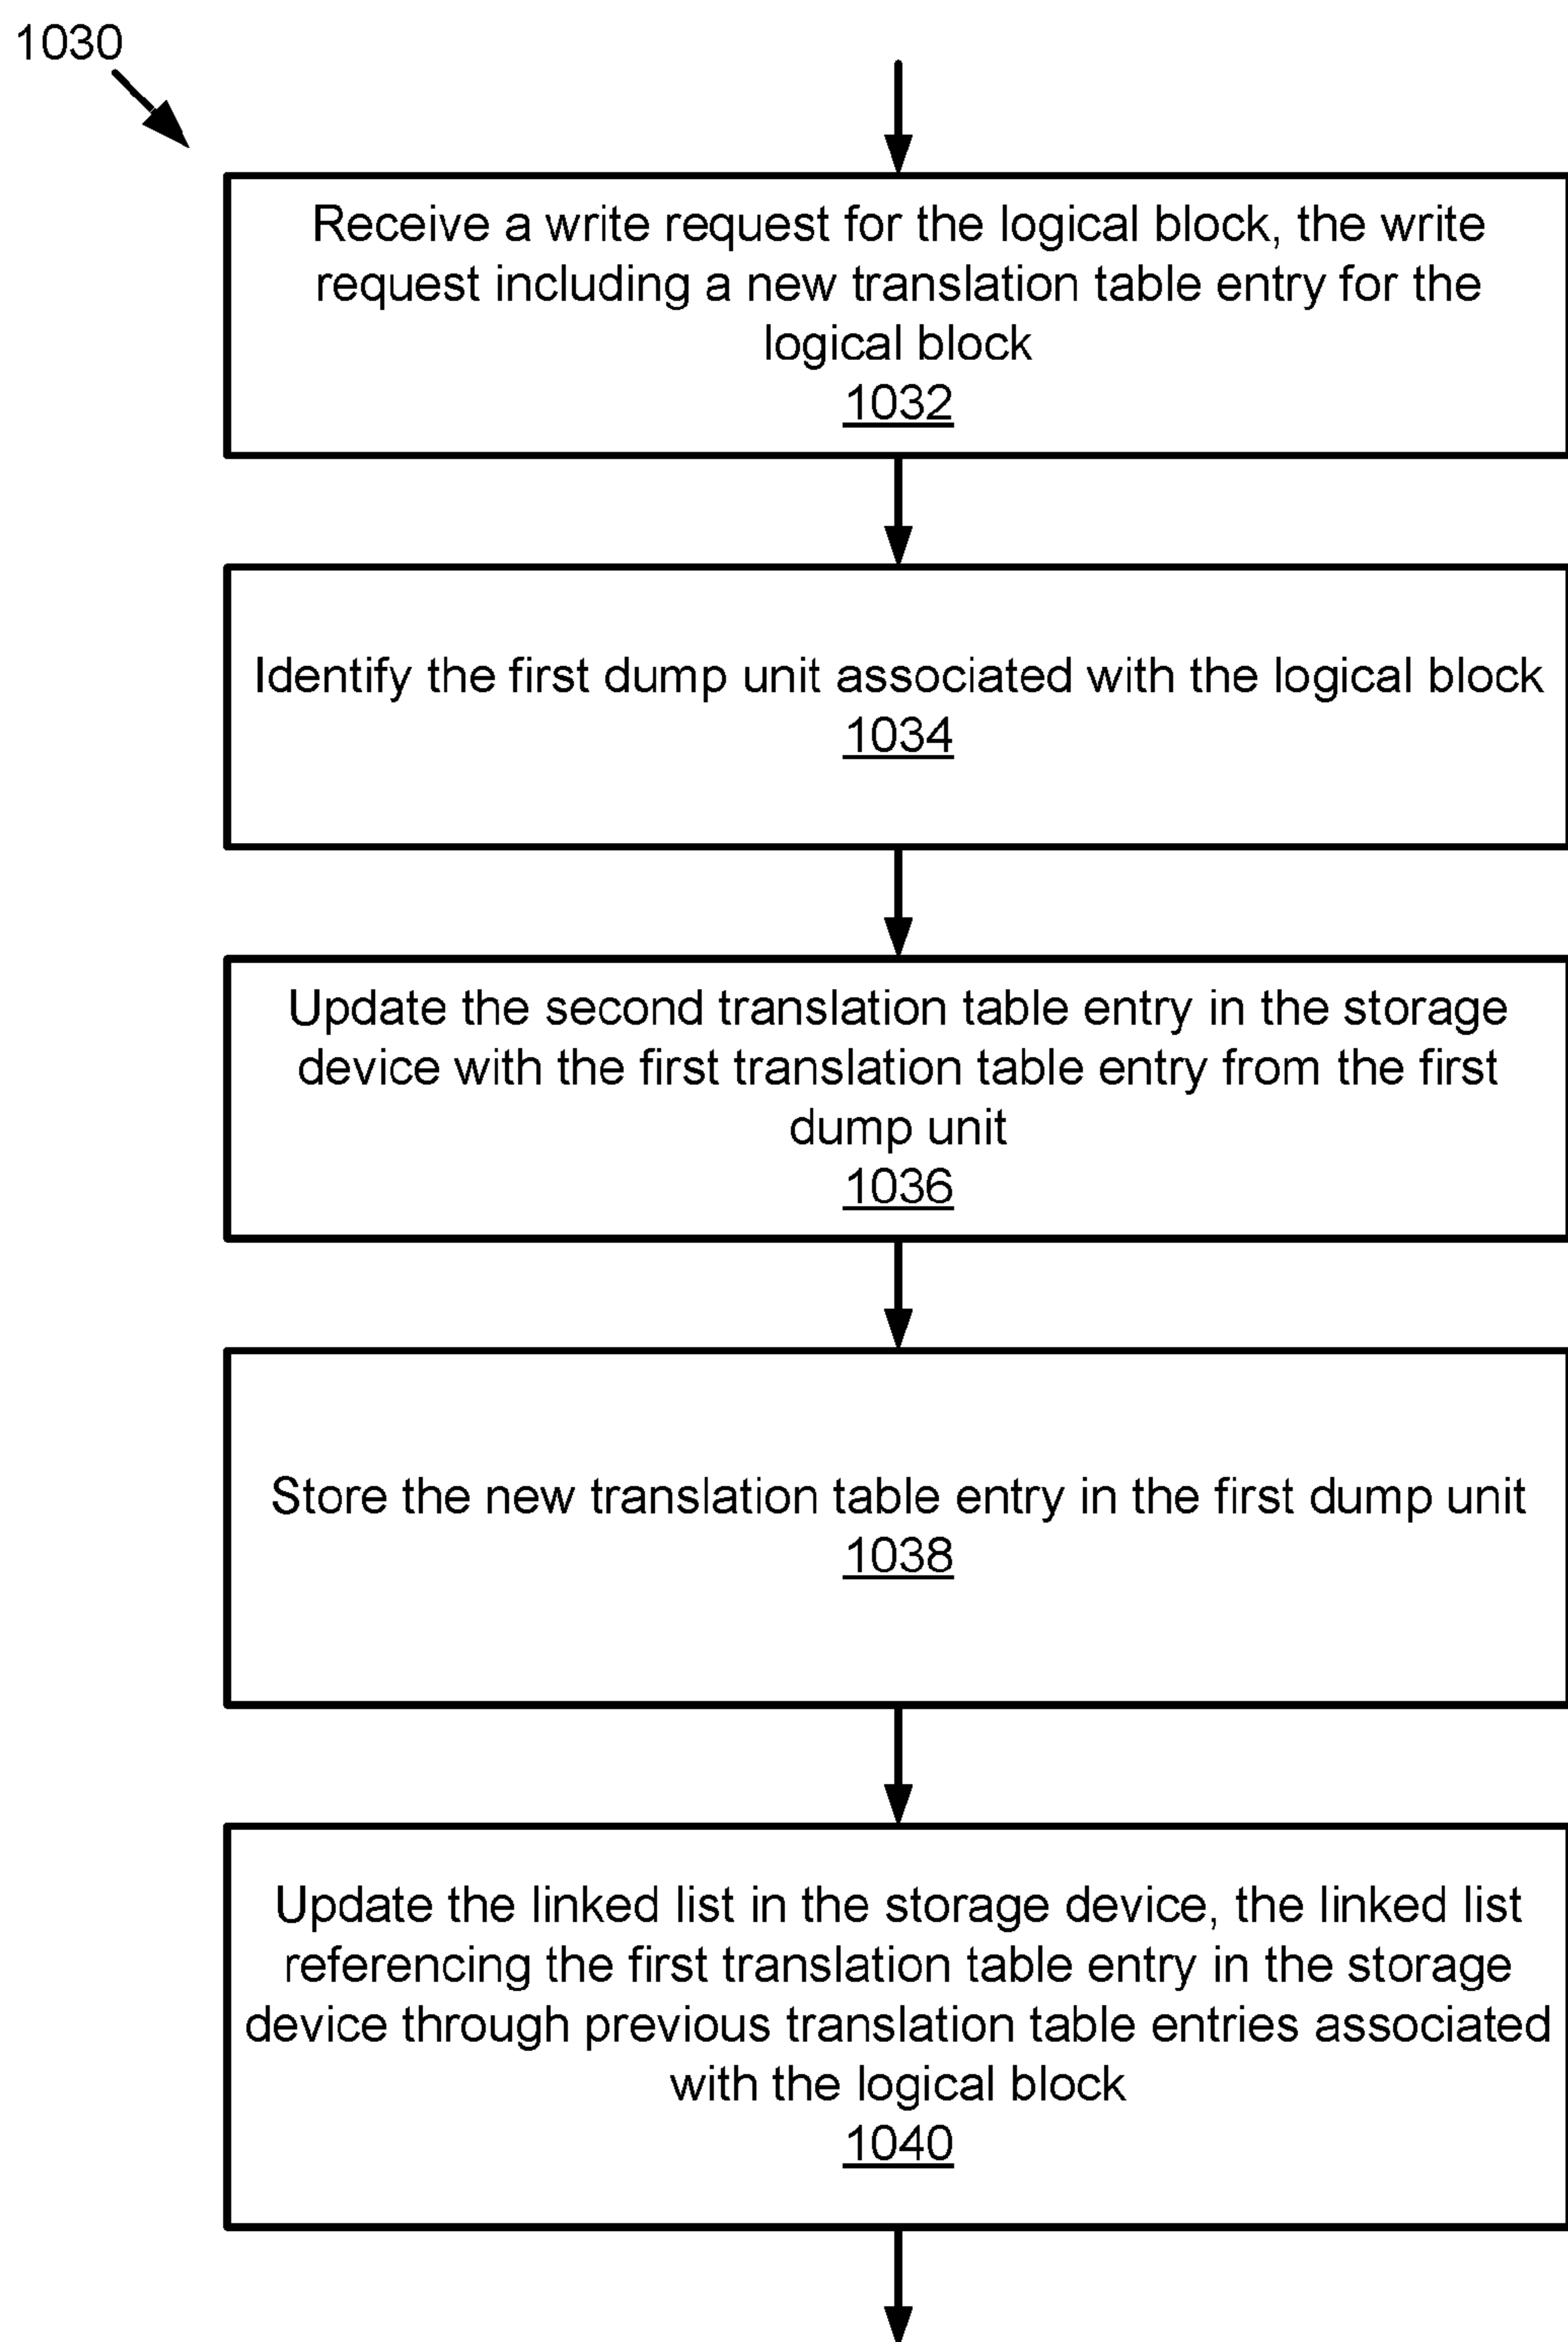 1030
Receive a write request for the logical block, the write
request including a new translation table entry for the
logical block
1032
Identify the first dump unit associated with the logical block
1034
Update the second translation table entry in the storage
device with the first translation table entry from the first
dump unit
1036
Store the new translation table entry in the first dump unit
1038
Update the linked list in the storage device, the linked list
referencing the first translation table entry in the storage
device through previous translation table entries associated
with the logical block
1040